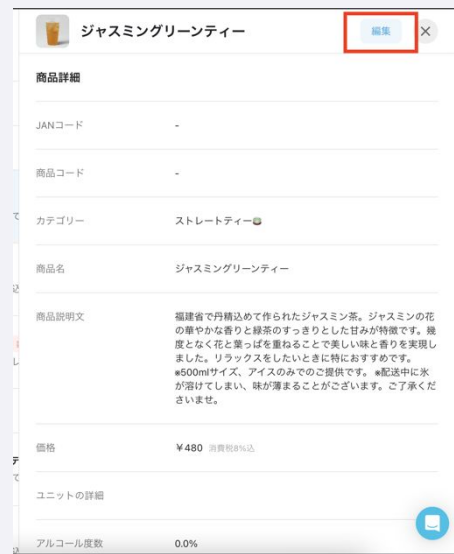 ジャスミングリーンティー
編集
商品詳細
JANコード
-
商品コード
-
カテゴリー
ストレートティー🍵
商品名
ジャスミングリーンティー
商品説明文
福建省で丹精込めて作られたジャスミン茶。ジャスミンの花
の華やかな香りと緑茶のすっきりとした甘みが特徴です。幾
度となく花と葉っぱを重ねることで美しい味と香りを実現し
ました。リラックスをしたいときに特におすすめです。
※500mlサイズ、アイスのみでのご提供です。 ※配送中に氷
が溶けてしまい、味が薄まることがございます。ご了承くだ
さいませ。
価格
￥480 消費税8%込
ユニットの詳細
アルコール度数
0.0%